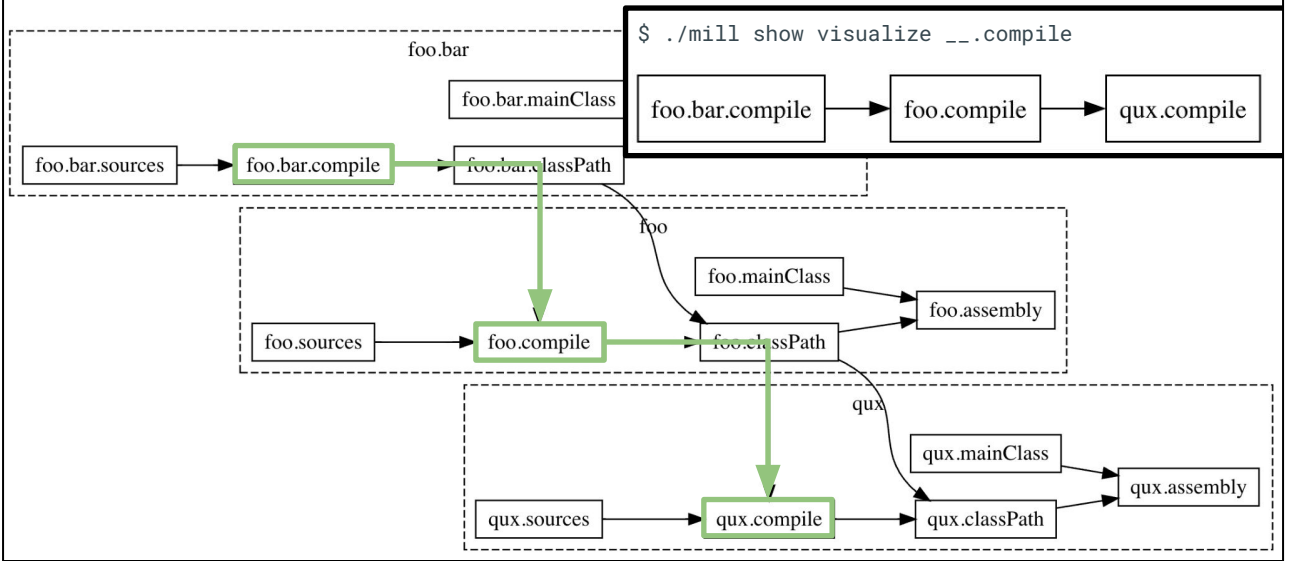 $ ./mill show visualize __.compile
foo.bar.compile
foo.compile
qux.compile
foo.bar
foo.bar.mainClass
foo.bar.sources
foo.bar.compile
foo.bar.classPath
foo
foo.mainClass
foo.assembly
foo.sources
foo.compile
foo.classPath
qux
qux.mainClass
qux.assembly
qux.sources
qux.compile
qux.classPath